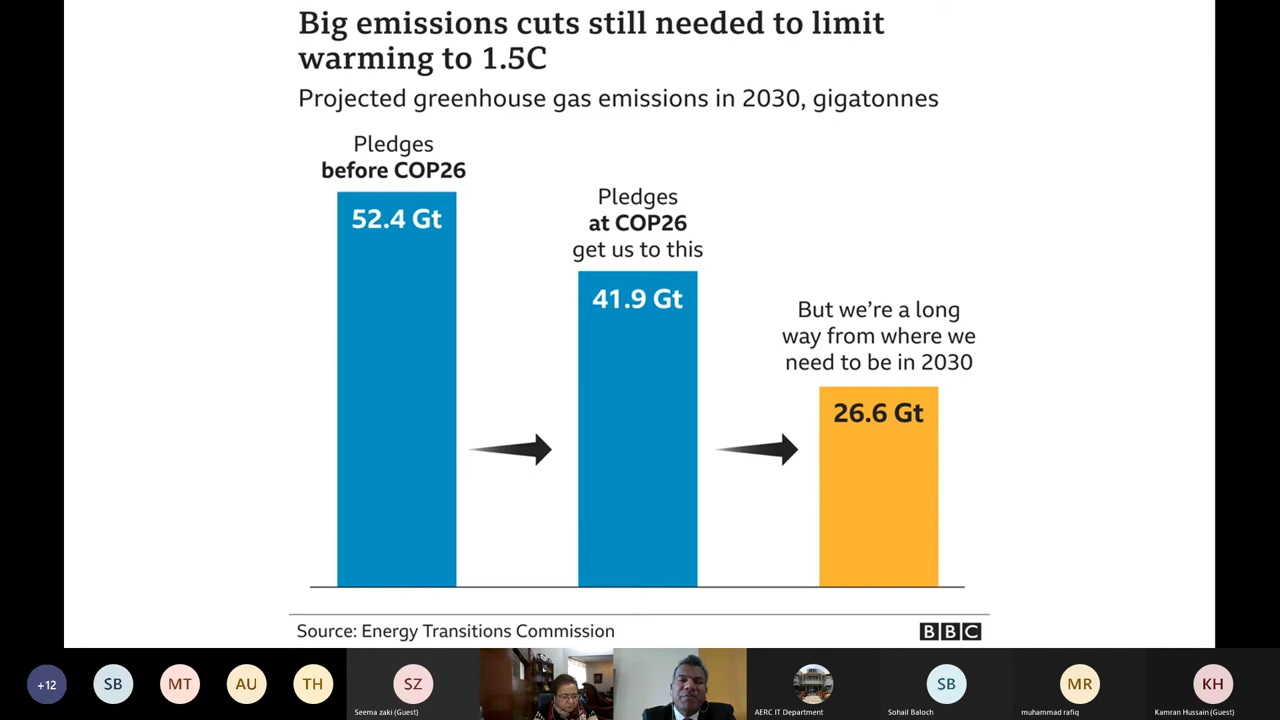 Big emissions cuts still needed to limit
warming to 1.5C
Projected greenhouse gas emissions in 2030, gigatonnes
Pledges
before COP26
52.4 Gt
Pledges
at COP26
get us to this
41.9 Gt
But we're a long
way from where we
need to be in 2030
26.6 Gt
Source: Energy Transitions Commission
BBC
+12
SB
MT
AU
TH
SZ
Seema zaki (Guest)
AERC IT Department
SB
Sohail Baloch
MR
muhammad rafiq
KH
Kamran Hussain (Guest)